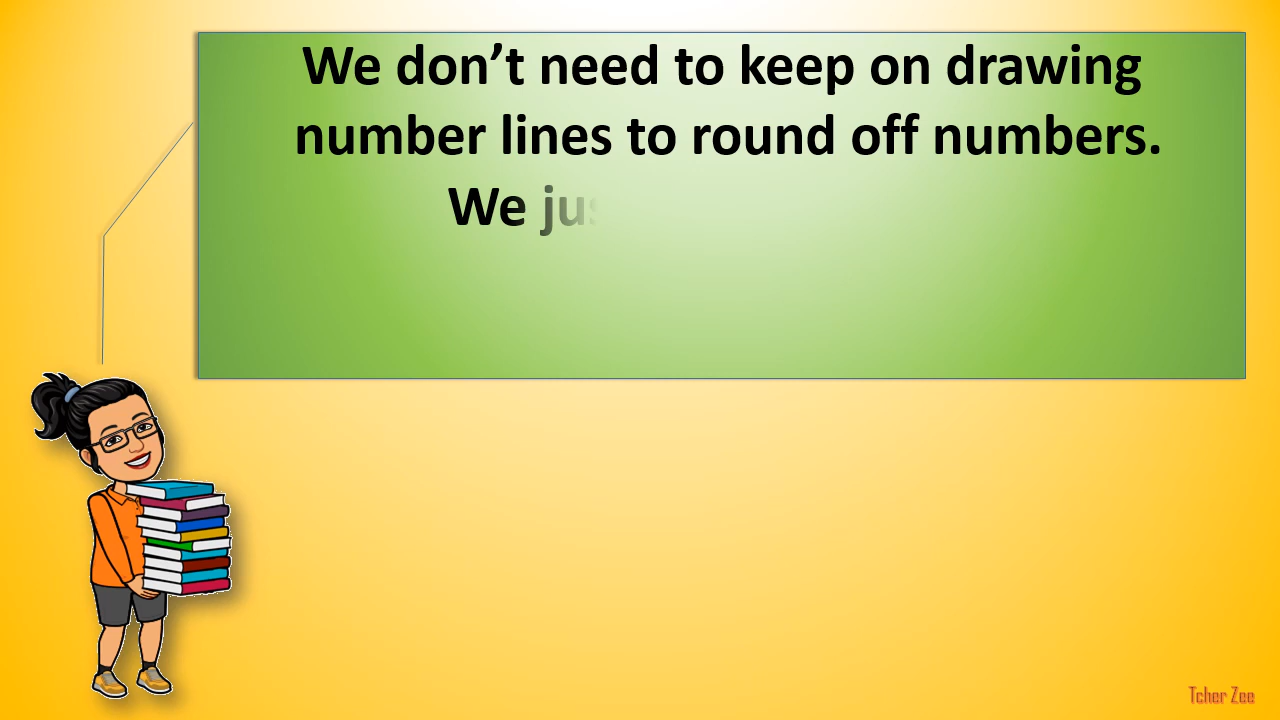 We don’t need to keep on drawing
number lines to round off numbers.
We
Tcher Zee